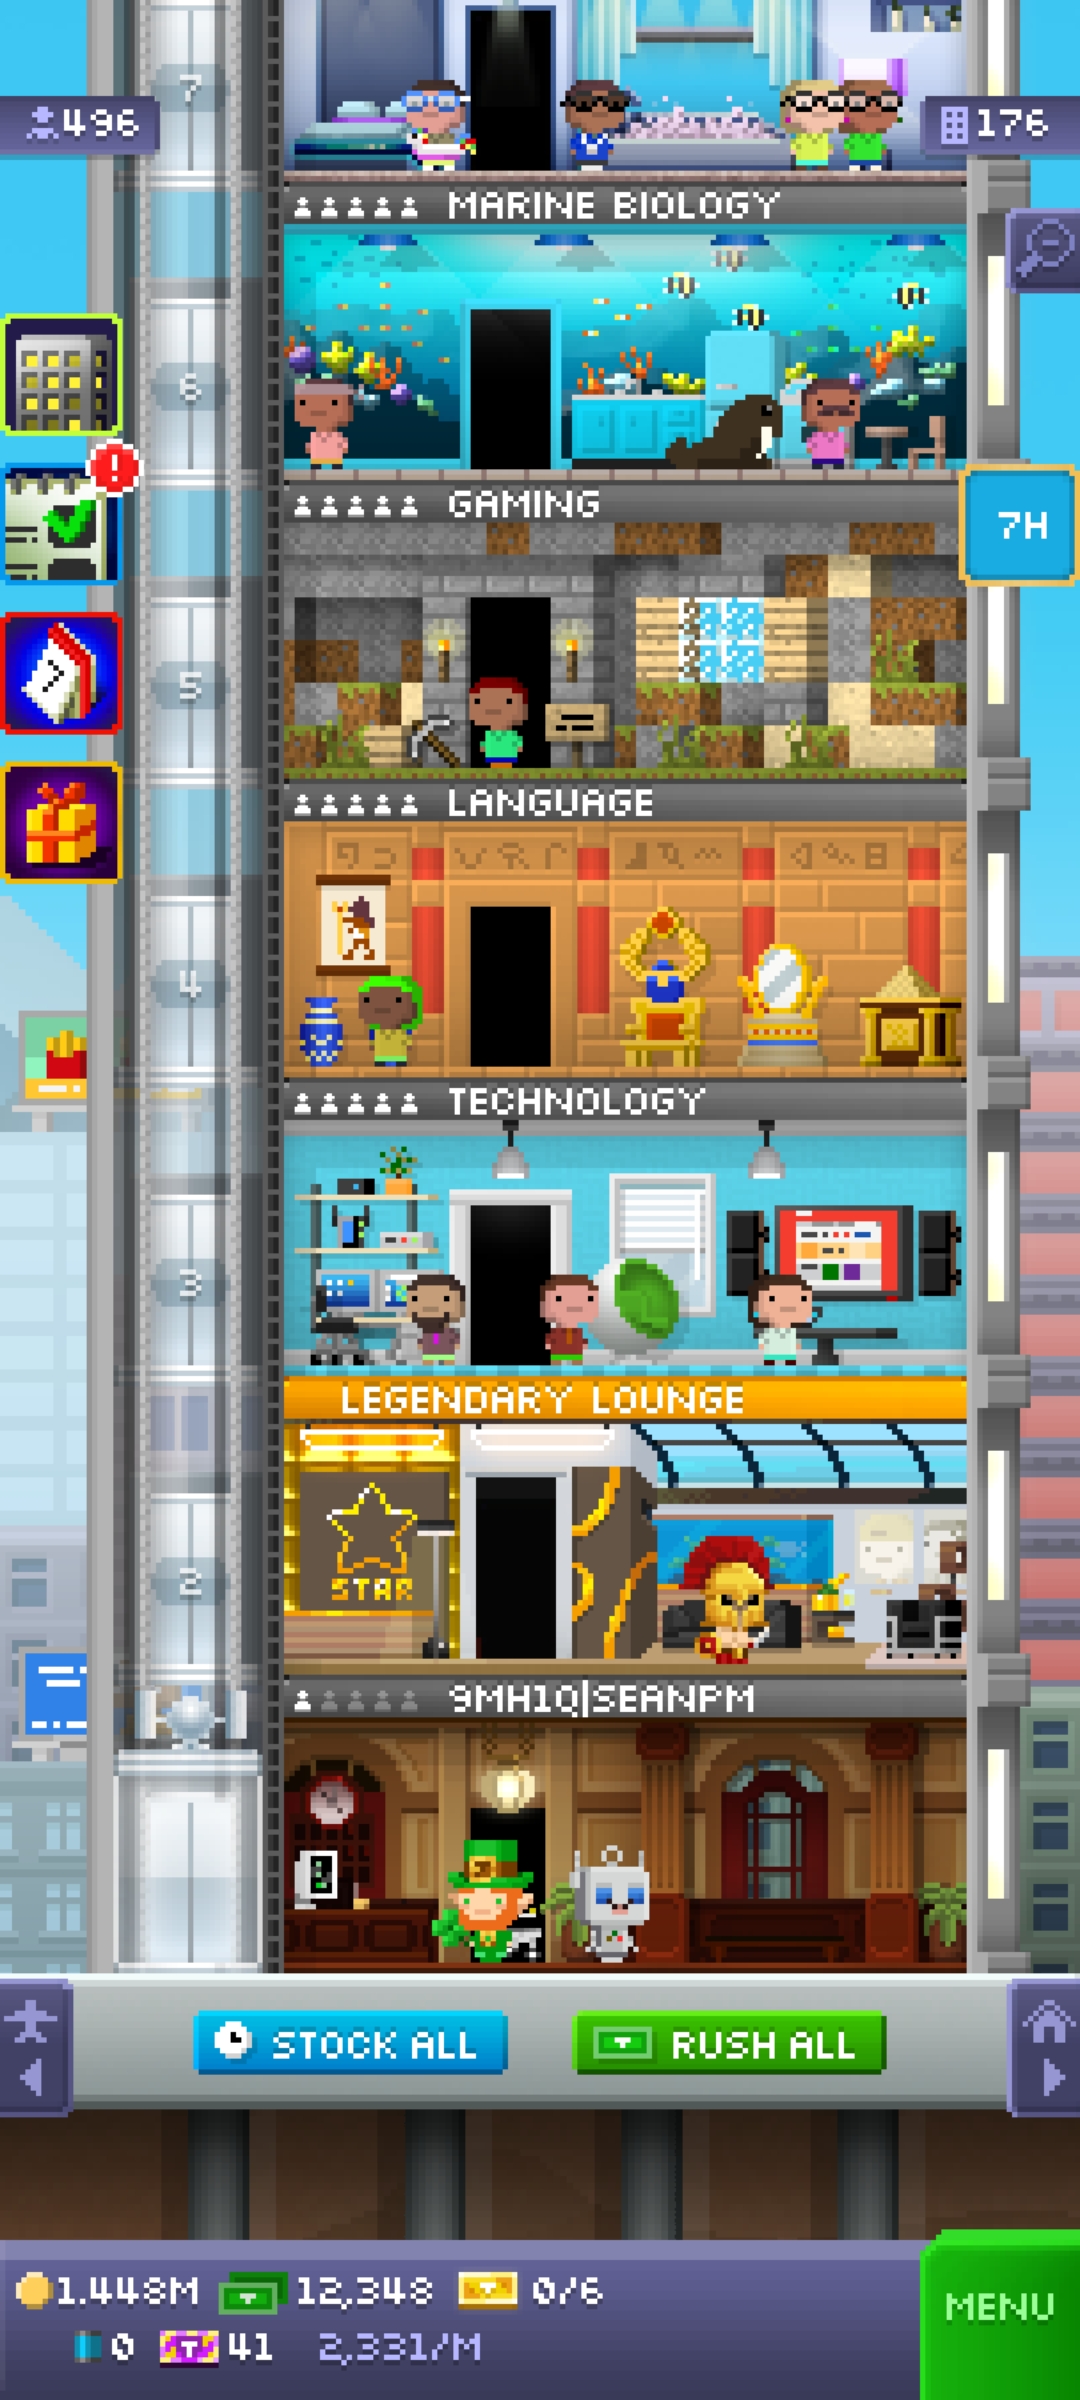 7
496
176
MARINE BIOLOGY
6
GAMING
7H
5
LANGUAGE
4
TECHNOLOGY
3
LEGENDARY LOUNGE
STAR
2
9MH1Q|SEANPM
STOCK ALL
RUSH ALL
1.448M
12,348
0/6
MENU
0
41
2,331/M